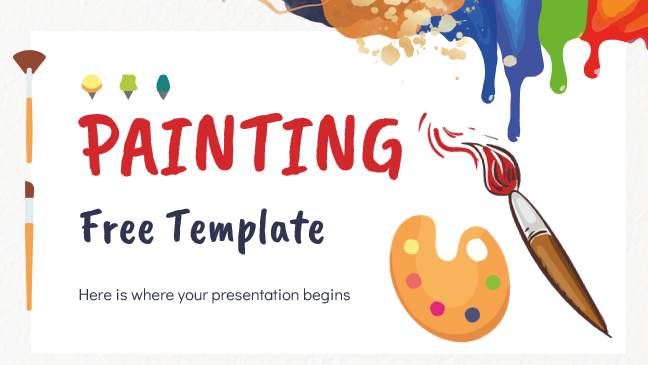 PAINTING
Free Template
Here is where your presentation begins